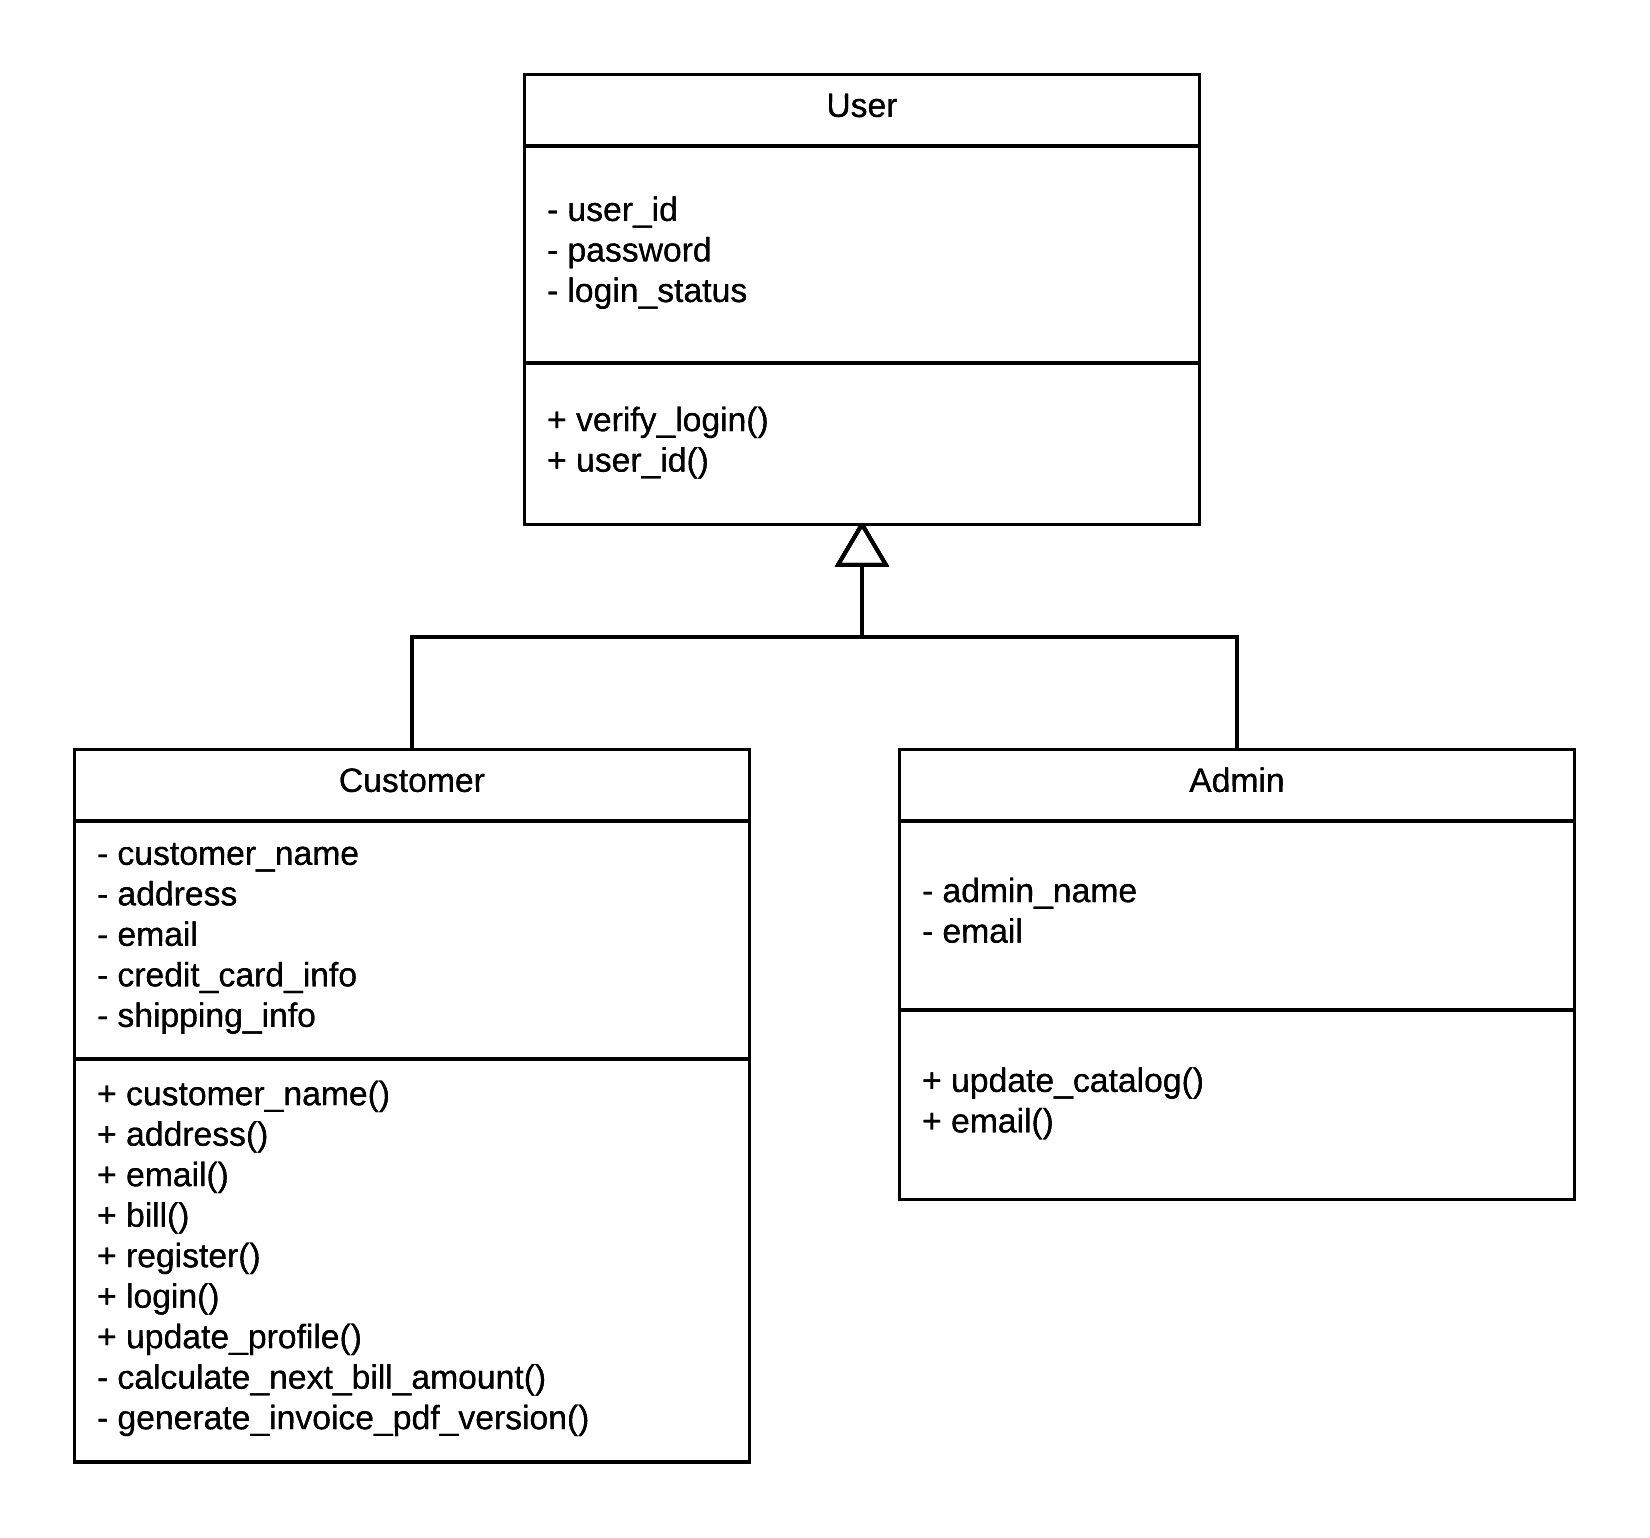 User
- user_id
- password
- login_status
+ verify_login()
+ user_id()
Customer
- customer_name
- address
- email
- credit_card_info
- shipping_info
+ customer_name()
+ address()
+ email()
+ bill()
+ register()
+ login()
+ update_profile()
- calculate_next_bill_amount()
- generate_invoice_pdf_version()
Admin
- admin_name
- email
+ update_catalog()
+ email()